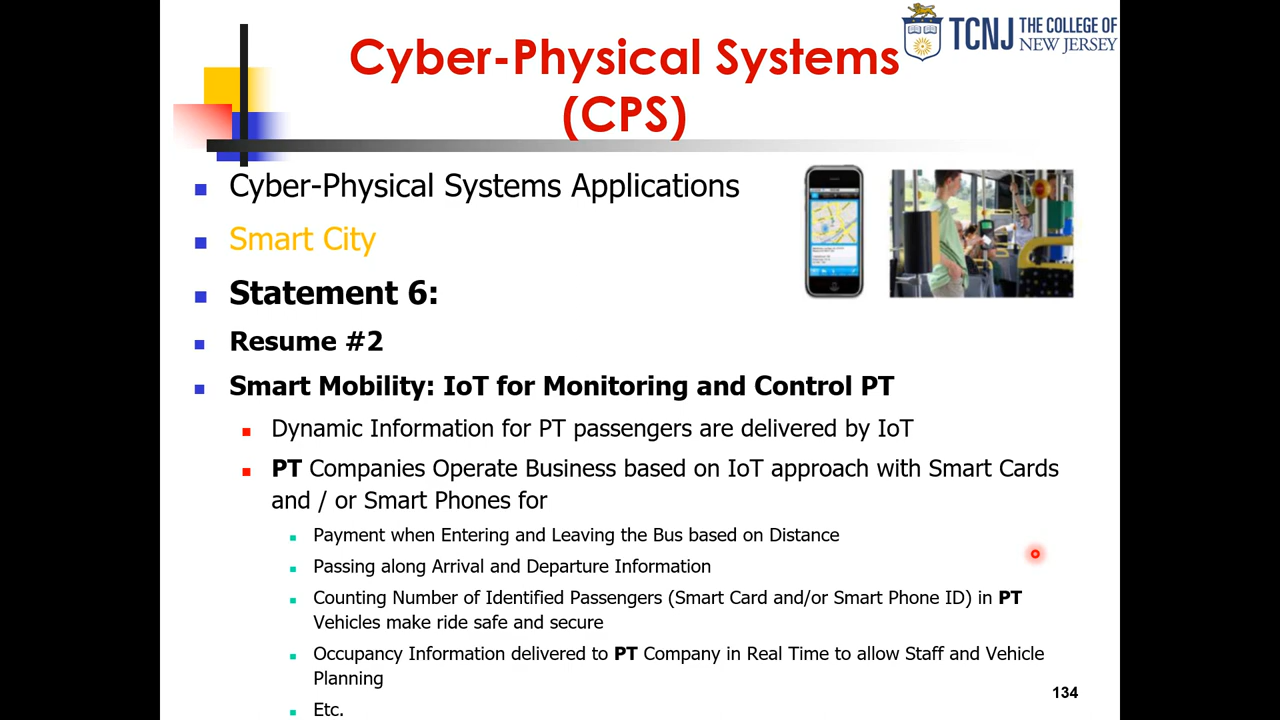 TCNJ THE COLLEGE OF
NEW JERSEY
Cyber-Physical Systems
(CPS)
Cyber-Physical Systems Applications
Smart City
Statement 6:
Resume #2
Smart Mobility: IoT for Monitoring and Control PT
Dynamic Information for PT passengers are delivered by IoT
PT Companies Operate Business based on IoT approach with Smart Cards
and / or Smart Phones for
Payment when Entering and Leaving the Bus based on Distance
Passing along Arrival and Departure Information
Counting Number of Identified Passengers (Smart Card and/or Smart Phone ID) in PT
Vehicles make ride safe and secure
Occupancy Information delivered to PT Company in Real Time to allow Staff and Vehicle
Planning
Etc.
134